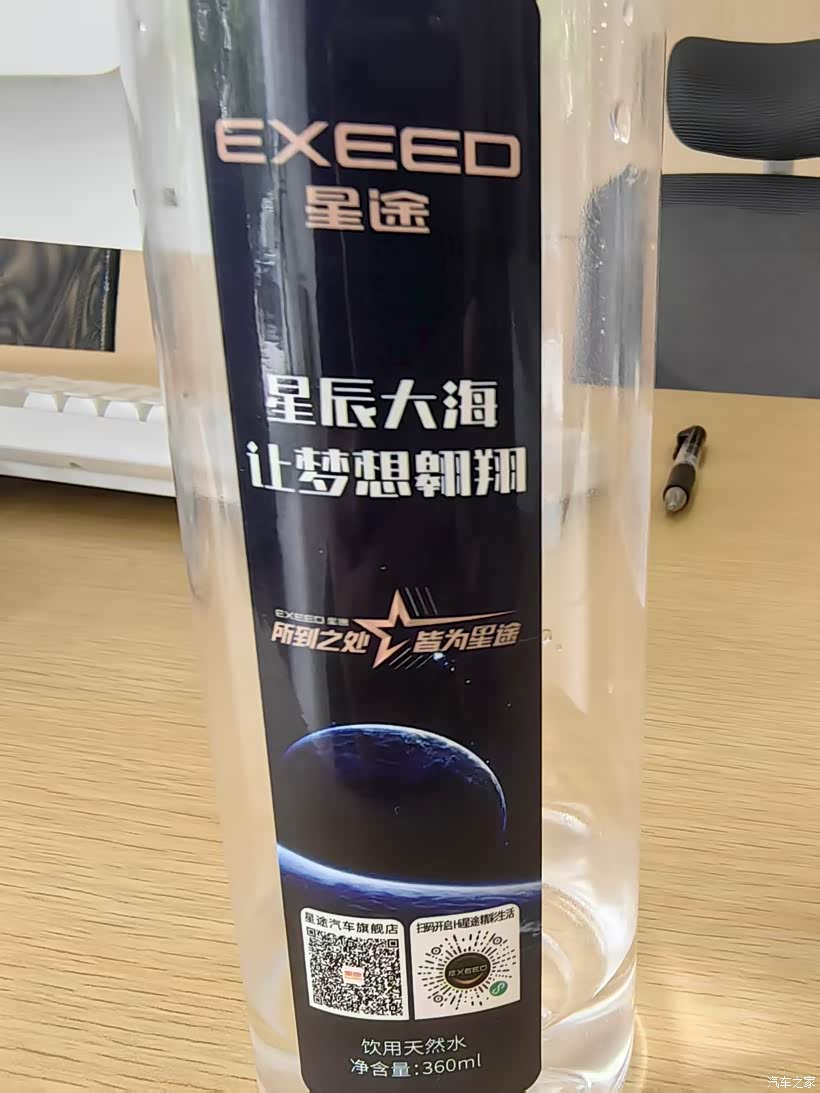 EXEED
星途
星辰大海
让梦想翱翔
EXEED 星途
所到之处 皆为星途
星途汽车旗舰店
扫码开启Hi星途精彩生活
EXEED
饮用天然水
净含量:360ml
汽车之家